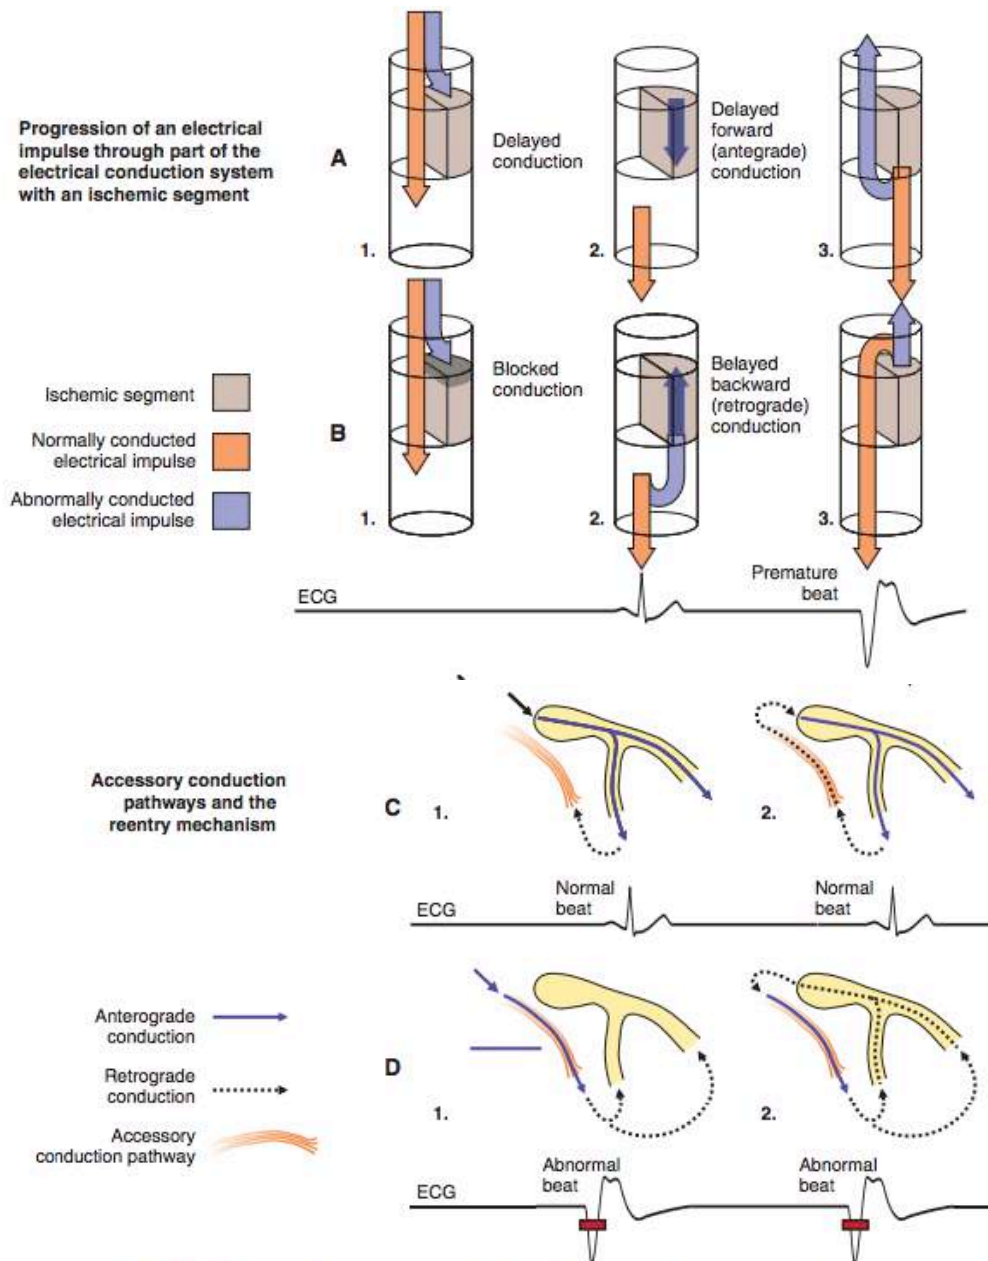 Progression of an electrical
impulse through part of the
electrical conduction system
with an ischemic segment
A
Delayed
conduction
Delayed
forward
(antegrade)
conduction
1.
2.
3.
Ischemic segment
Normally conducted
electrical impulse
Abnormally conducted
electrical impulse
B
Blocked
conduction
Belayed
backward
(retrograde)
conduction
1.
2.
3.
ECG
Premature
beat
Accessory conduction
pathways and the
reentry mechanism
C
1.
2.
ECG
Normal
beat
Normal
beat
Anterograde
conduction
Retrograde
conduction
Accessory
conduction pathway
D
1.
2.
ECG
Abnormal
beat
Abnormal
beat